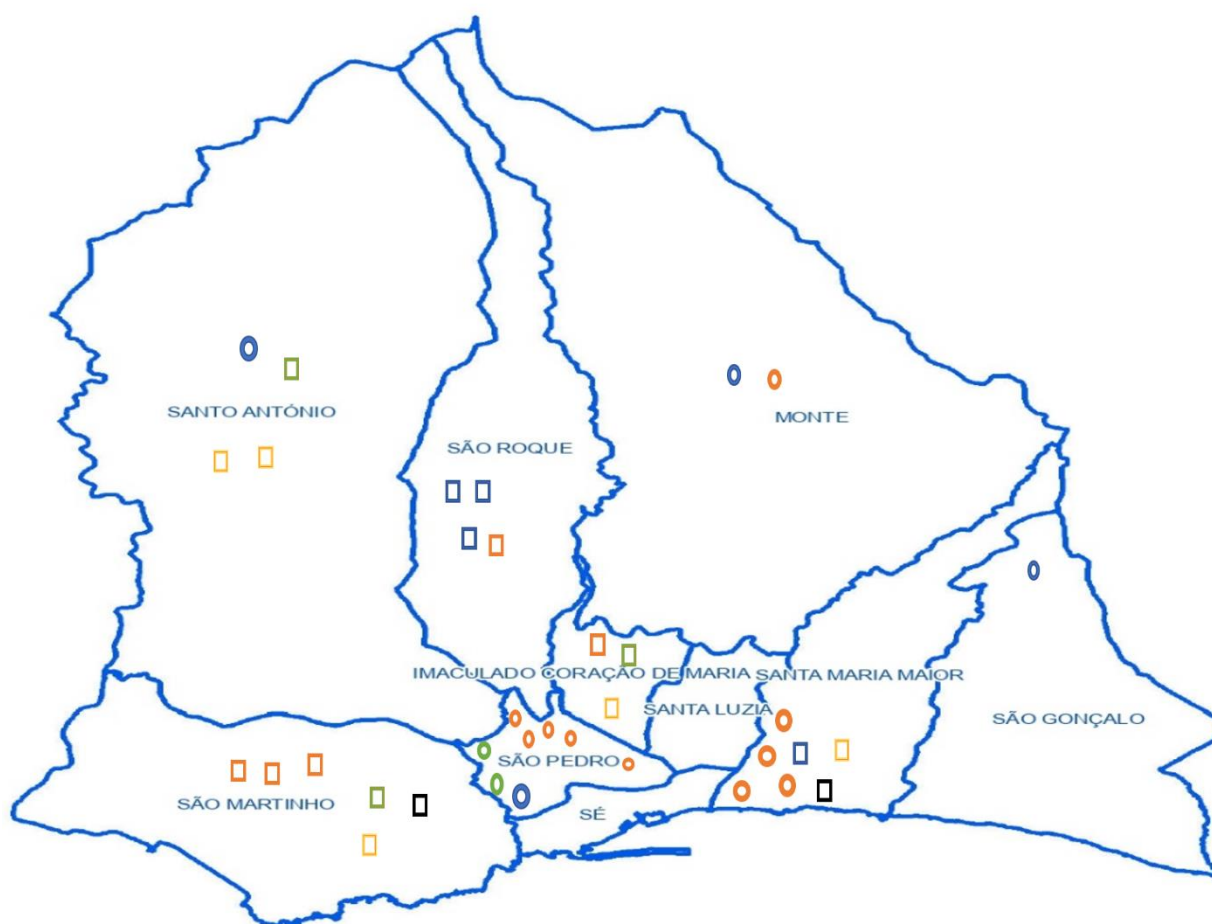 SANTO ANTÓNIO
MONTE
SÃO ROQUE
IMACULADO CORAÇÃO DE MARIA
SANTA MARIA MAIOR
SANTA LUZIA
SÃO GONÇALO
SÃO PEDRO
SÃO MARTINHO
SÉ